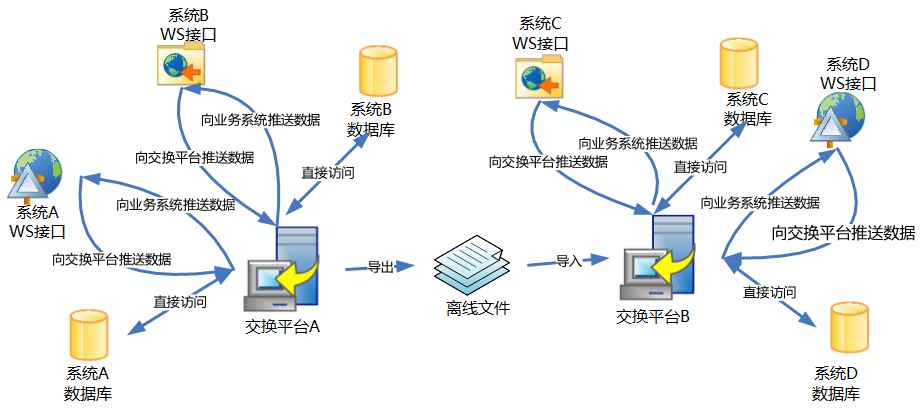 系统B
WS接口
系统B
数据库
向业务系统推送数据
向交换平台推送数据
直接访问
系统A
WS接口
向业务系统推送数据
向交换平台推送数据
直接访问
系统A
数据库
交换平台A
导出
离线文件
导入
系统C
WS接口
系统C
数据库
向业务系统推送数据
向交换平台推送数据
直接访问
系统D
WS接口
向业务系统推送数据
向交换平台推送数据
直接访问
交换平台B
系统D
数据库